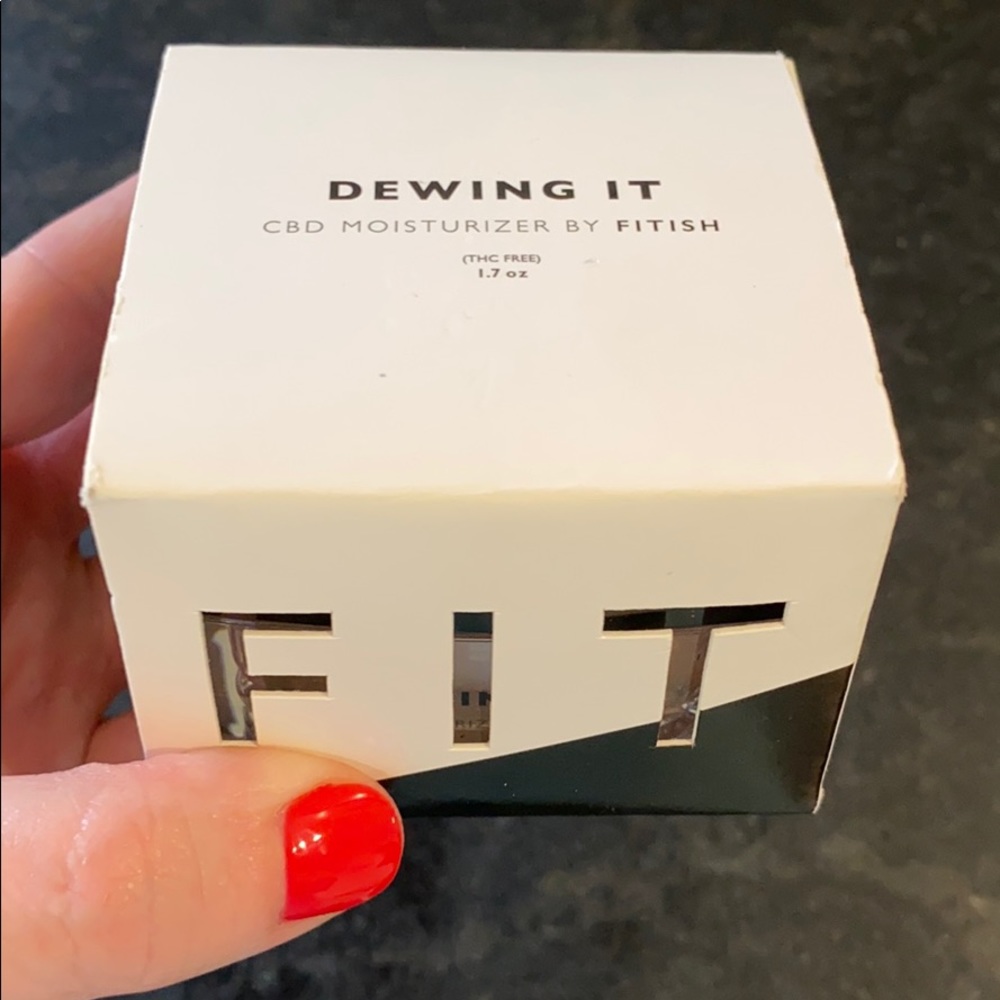 DEWING IT
CBD MOISTURIZER BY FITISH
(THC FREE)
1.7 oz
FIT